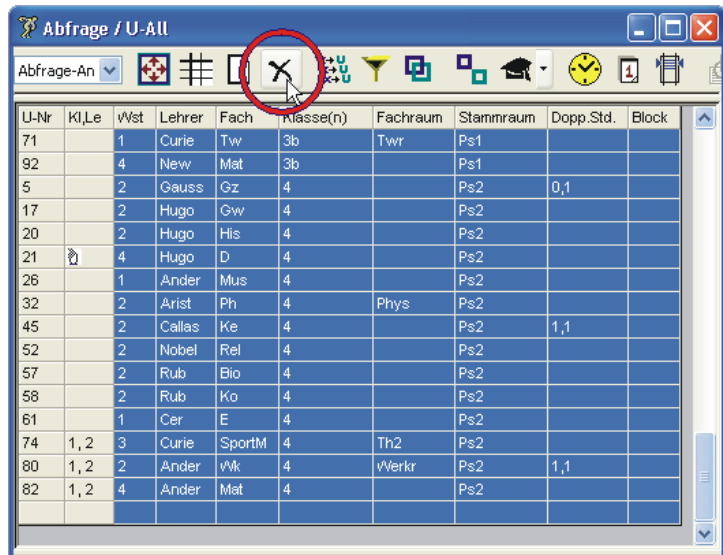 Abfrage / U-All
Abfrage-An
1
U-Nr Kl,Le Wst Lehrer Fach Klasse(n) Fachraum Stammraum Dopp.Std. Block
71 1 Curie Tw 3b Twr Ps1
92 4 New Mat 3b Ps1
5 2 Gauss Gz 4 Ps2 0,1
17 2 Hugo Gw 4 Ps2
20 2 Hugo His 4 Ps2
21 4 Hugo D 4 Ps2
26 1 Ander Mus 4 Ps2
32 2 Arist Ph 4 Phys Ps2
45 2 Callas Ke 4 Ps2 1,1
52 2 Nobel Rel 4 Ps2
57 2 Rub Bio 4 Ps2
58 2 Rub Ko 4 Ps2
61 1 Cer E 4 Ps2
74 1, 2 3 Curie SportM 4 Th2 Ps2
80 1, 2 2 Ander Wk 4 Werkr Ps2 1,1
82 1, 2 4 Ander Mat 4 Ps2